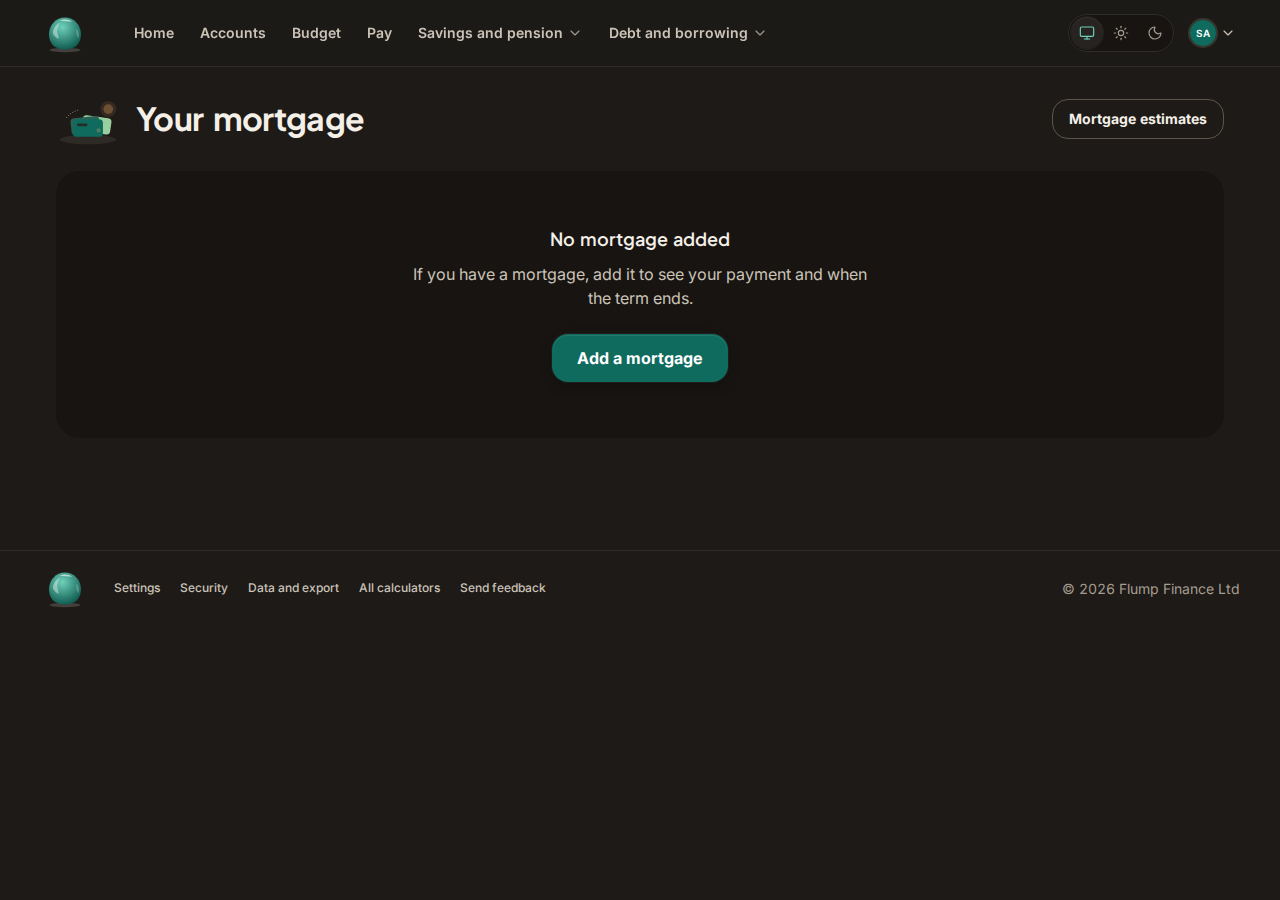 Home
Accounts
Budget
Pay
Savings and pension
Debt and borrowing
SA
Your mortgage
Mortgage estimates
No mortgage added
If you have a mortgage, add it to see your payment and when
the term ends.
Add a mortgage
Settings
Security
Data and export
All calculators
Send feedback
© 2026 Flump Finance Ltd